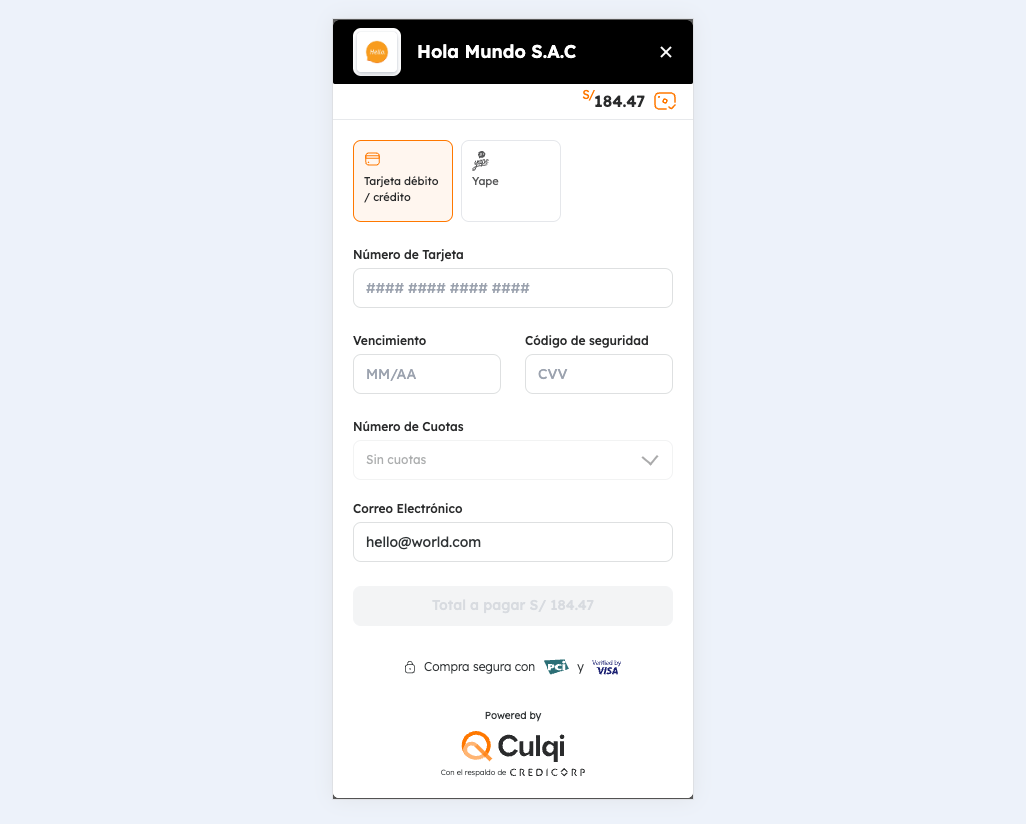 Hello.
Hola Mundo S.A.C
S/184.47
Tarjeta débito
/ crédito
yape
Yape
Número de Tarjeta
#### #### #### ####
Vencimiento
Código de seguridad
MM/AA
CVV
Número de Cuotas
Sin cuotas
Correo Electrónico
hello@world.com
Total a pagar S/ 184.47
Compra segura con PCI y Verified by VISA
Powered by
Culqi
Con el respaldo de CREDICORP